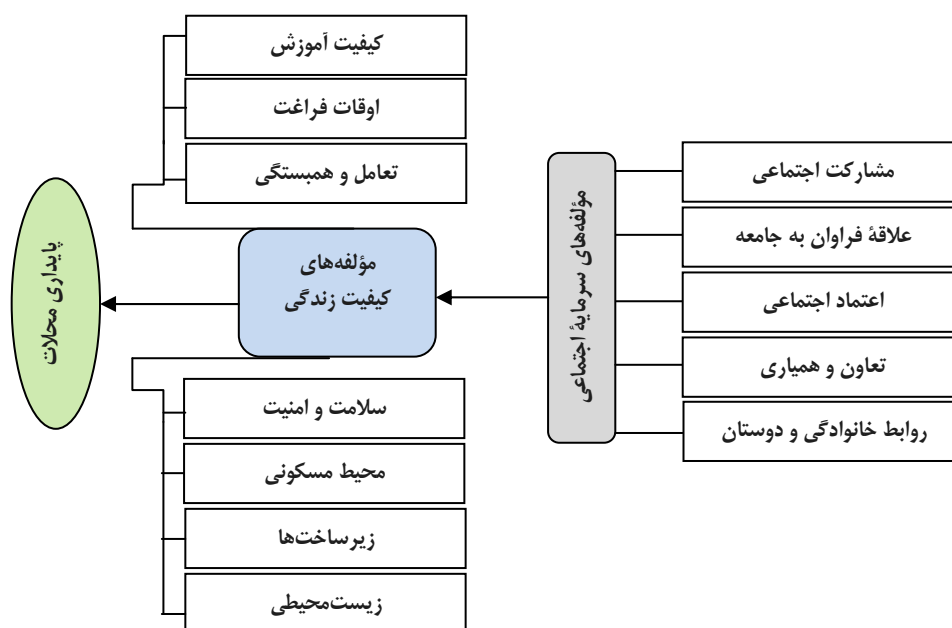 مشارکت اجتماعی
علاقهٔ فراوان به جامعه
اعتماد اجتماعی
تعاون و همیاری
روابط خانوادگی و دوستان
مؤلفه‌های سرمایهٔ اجتماعی
کیفیت آموزش
اوقات فراغت
تعامل و همبستگی
مؤلفه‌های
کیفیت زندگی
سلامت و امنیت
محیط مسکونی
زیرساخت‌ها
زیست‌محیطی
پایداری محلات